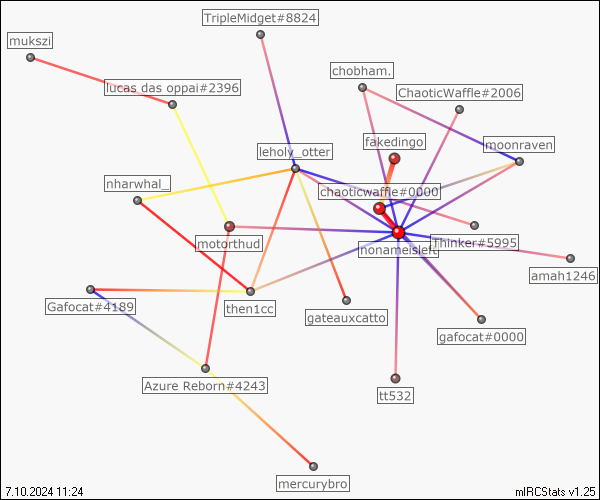 TripleMidget#8824
mukszi
chobham.
lucas das oppai#2396
ChaoticWaffle#2006
fakedingo
moonraven
leholy_otter
nharwhal_
chaoticwaffle#0000
motorthud
nonameisleft
Thinker#5995
amah1246
Gafocat#4189
then1cc
gateauxcatto
gafocat#0000
Azure Reborn#4243
tt532
mercurybro
7.10.2024 11:24
mIRCStats v1.25